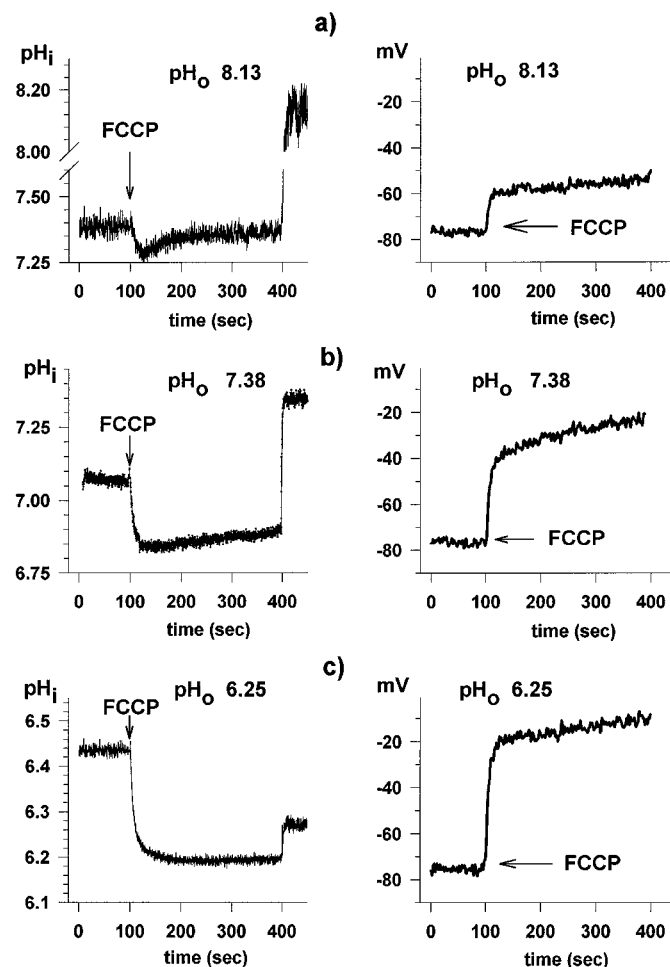 a)
pHi
pHo 8.13
8.20
8.00
7.50
7.25
FCCP
0 100 200 300 400
time (sec)
mV
pHo 8.13
-20
-40
-60
-80
FCCP
0 100 200 300 400
time (sec)
b)
pHi
pHo 7.38
7.50
7.25
7.00
6.75
FCCP
0 100 200 300 400
time (sec)
mV
pHo 7.38
-20
-40
-60
-80
FCCP
0 100 200 300 400
time (sec)
c)
pHi
pHo 6.25
6.5
6.4
6.3
6.2
6.1
FCCP
0 100 200 300 400
time (sec)
mV
pHo 6.25
-20
-40
-60
-80
FCCP
0 100 200 300 400
time (sec)